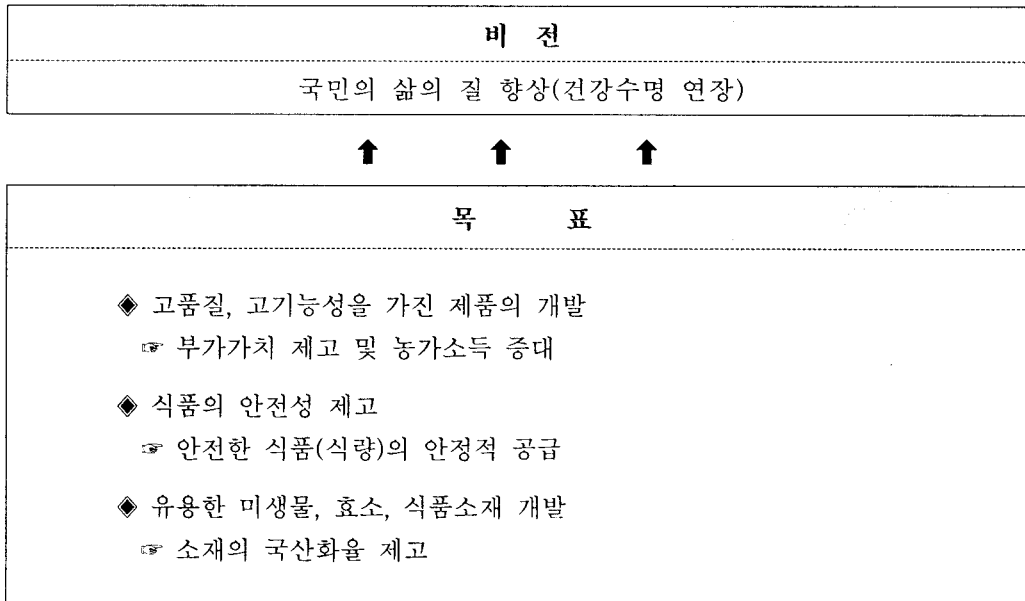 비 전
국민의 삶의 질 향상(건강수명 연장)
목 표
◈ 고품질, 고기능성을 가진 제품의 개발
☞ 부가가치 제고 및 농가소득 증대
◈ 식품의 안전성 제고
☞ 안전한 식품(식량)의 안정적 공급
◈ 유용한 미생물, 효소, 식품소재 개발
☞ 소재의 국산화율 제고